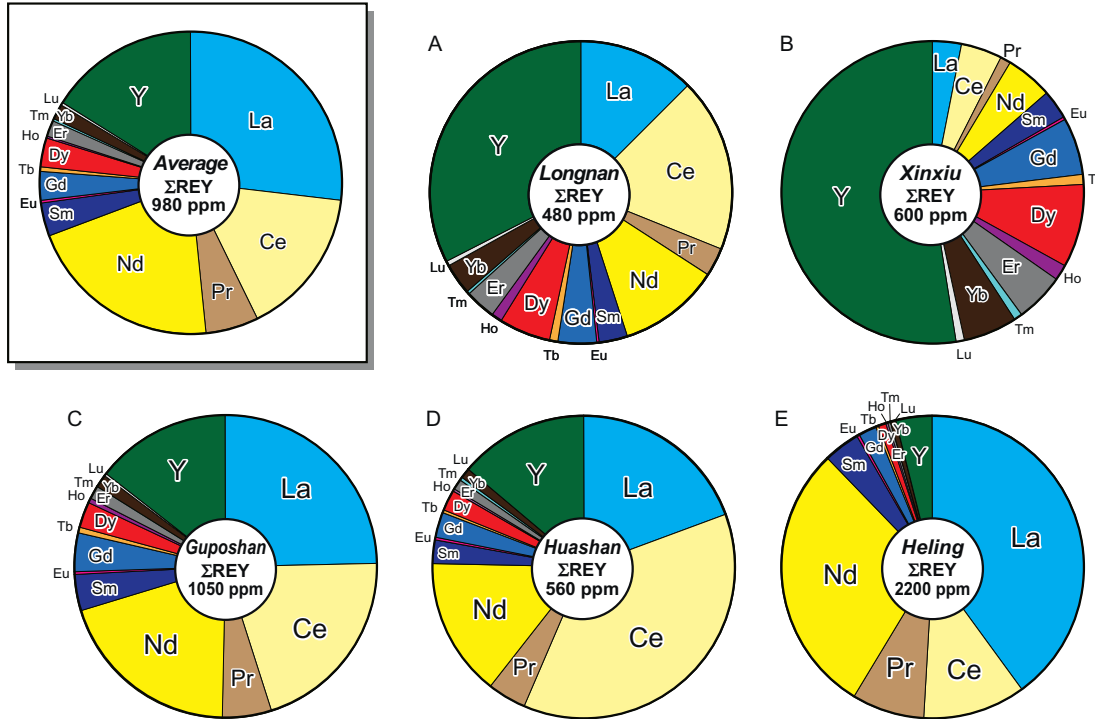 Average
ΣREY
980 ppm
La
Ce
Pr
Nd
Sm
Eu
Gd
Tb
Dy
Ho
Er
Tm
Yb
Lu
Y
A
Longnan
ΣREY
480 ppm
La
Ce
Pr
Nd
Sm
Eu
Gd
Tb
Dy
Ho
Er
Tm
Yb
Lu
Y
B
Xinxiu
ΣREY
600 ppm
La
Ce
Pr
Nd
Sm
Eu
Gd
T
Dy
Ho
Er
Tm
Yb
Lu
Y
C
Guposhan
ΣREY
1050 ppm
La
Ce
Pr
Nd
Sm
Eu
Gd
Tb
Dy
Ho
Er
Tm
Yb
Lu
Y
D
Huashan
ΣREY
560 ppm
La
Ce
Pr
Nd
Sm
Eu
Gd
Tb
Dy
Ho
Er
Tm
Yb
Lu
Y
E
Heling
ΣREY
2200 ppm
La
Ce
Pr
Nd
Sm
Eu
Gd
Tb
Dy
Ho
Er
Tm
Yb
Lu
Y